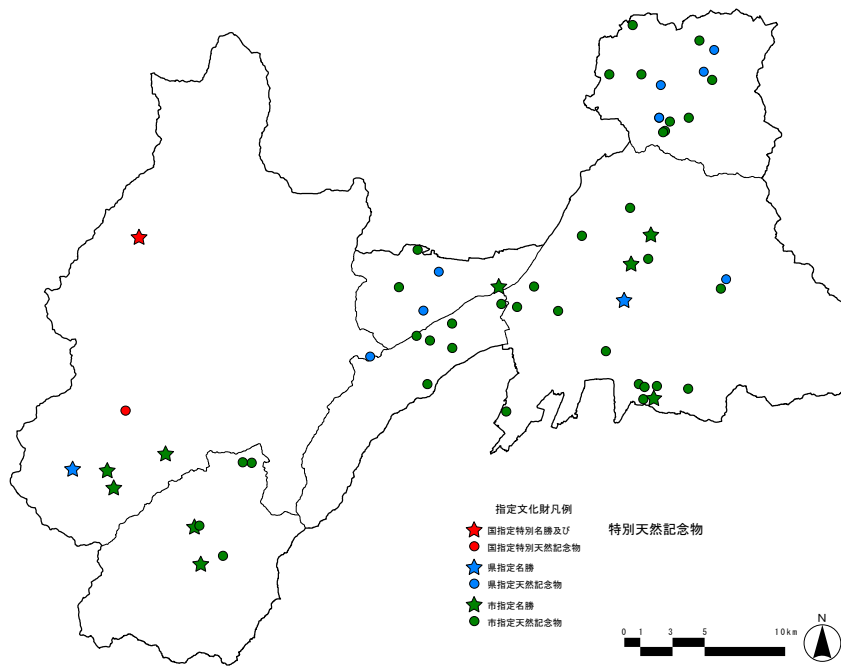 指定文化財凡例
国指定特別名勝及び 特別天然記念物
国指定特別天然記念物
県指定名勝
県指定天然記念物
市指定名勝
市指定天然記念物
0 1 3 5 10km
N